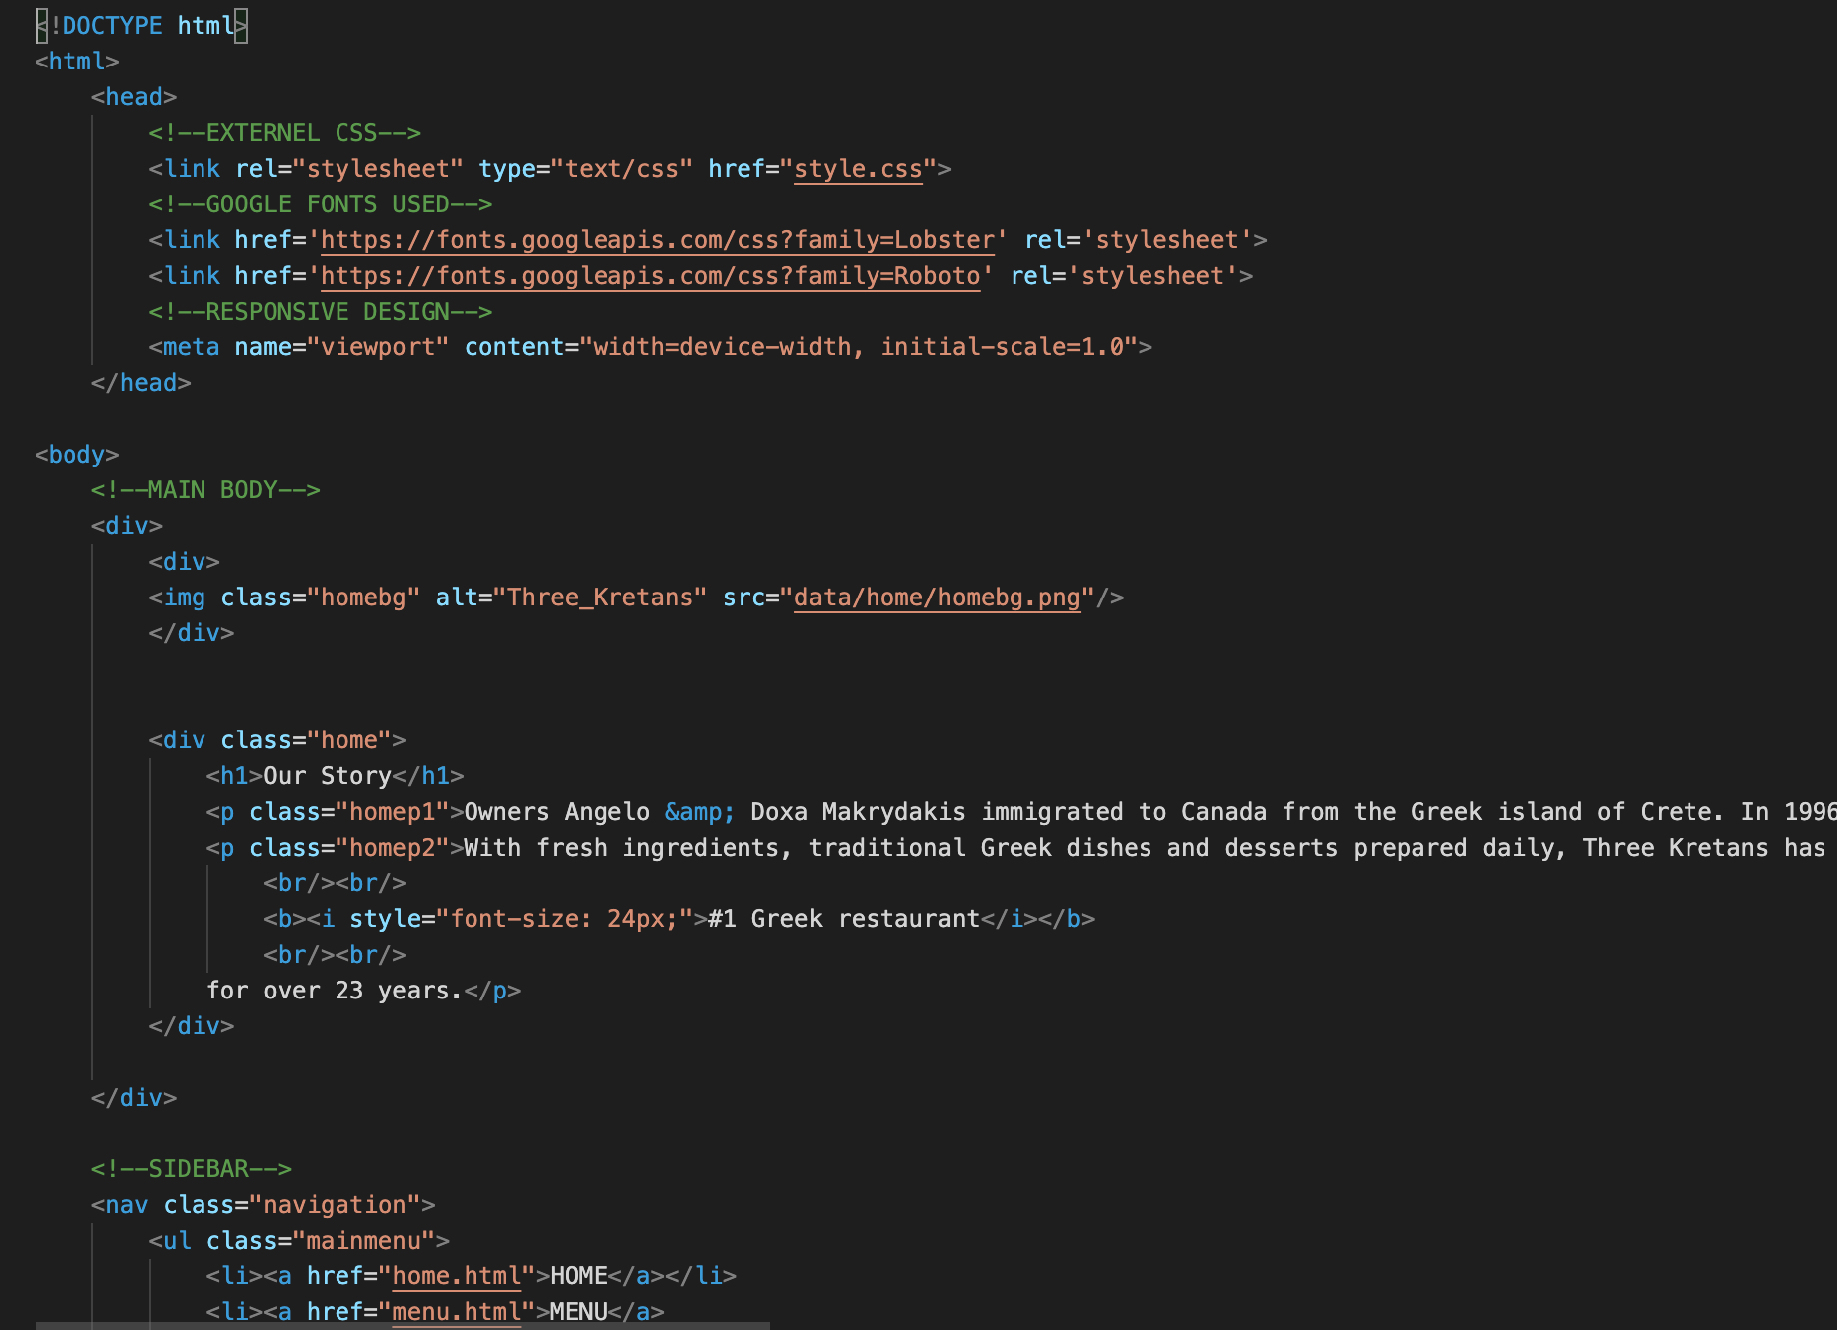 <!DOCTYPE html>
<html>
    <head>
        <!--EXTERNEL CSS-->
        <link rel="stylesheet" type="text/css" href="style.css">
        <!--GOOGLE FONTS USED-->
        <link href='https://fonts.googleapis.com/css?family=Lobster' rel='stylesheet'>
        <link href='https://fonts.googleapis.com/css?family=Roboto' rel='stylesheet'>
        <!--RESPONSIVE DESIGN-->
        <meta name="viewport" content="width=device-width, initial-scale=1.0">
    </head>

<body>
    <!--MAIN BODY-->
    <div>
        <div>
        <img class="homebg" alt="Three_Kretans" src="data/home/homebg.png"/>
        </div>

        <div class="home">
            <h1>Our Story</h1>
            <p class="homep1">Owners Angelo &amp; Doxa Makrydakis immigrated to Canada from the Greek island of Crete. In 1996
            <p class="homep2">With fresh ingredients, traditional Greek dishes and desserts prepared daily, Three Kretans has
                <br/><br/>
                <b><i style="font-size: 24px;">#1 Greek restaurant</i></b>
                <br/><br/>
            for over 23 years.</p>
        </div>

    </div>

    <!--SIDEBAR-->
    <nav class="navigation">
        <ul class="mainmenu">
            <li><a href="home.html">HOME</a></li>
            <li><a href="menu.html">MENU</a>